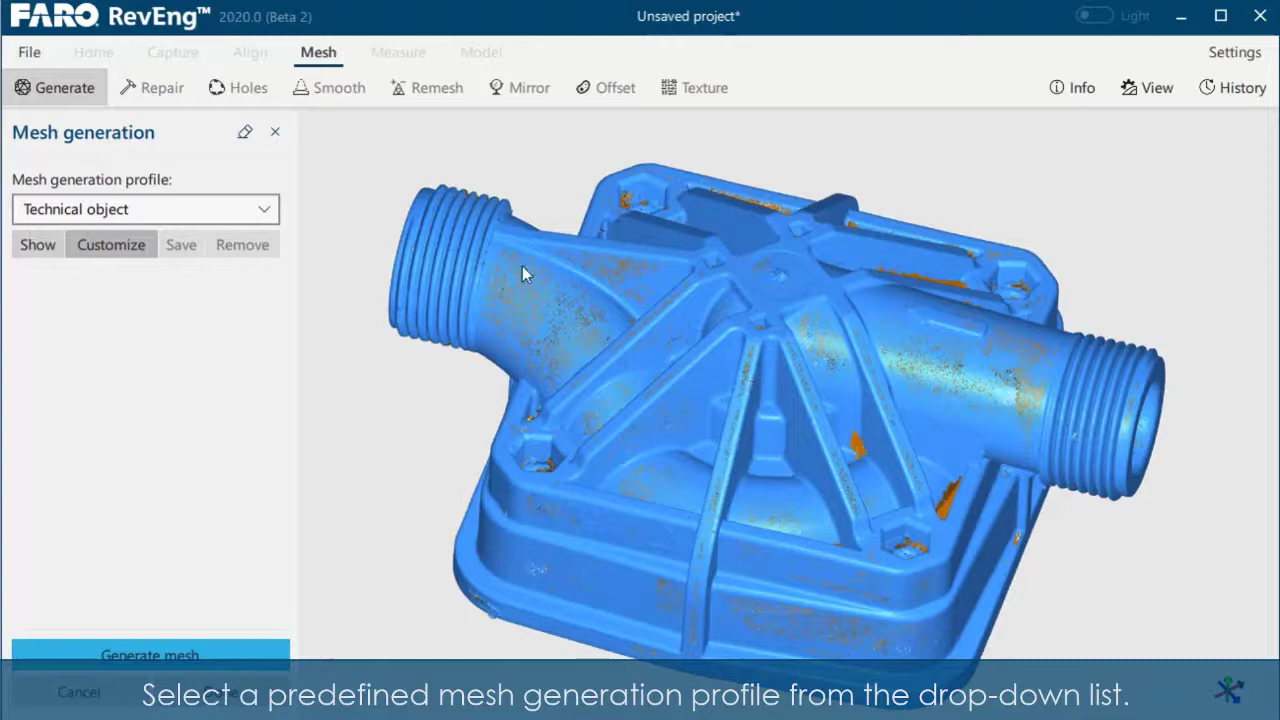 FARO RevEng™ 2020.0 (Beta 2) Unsaved project* Light
File Home Capture Align Mesh Measure Model Settings
Generate Repair Holes Smooth Remesh Mirror Offset Texture Info View History
Mesh generation
Mesh generation profile:
Technical object
Show Customize Save Remove
Generate mesh
Cancel
Select a predefined mesh generation profile from the drop-down list.